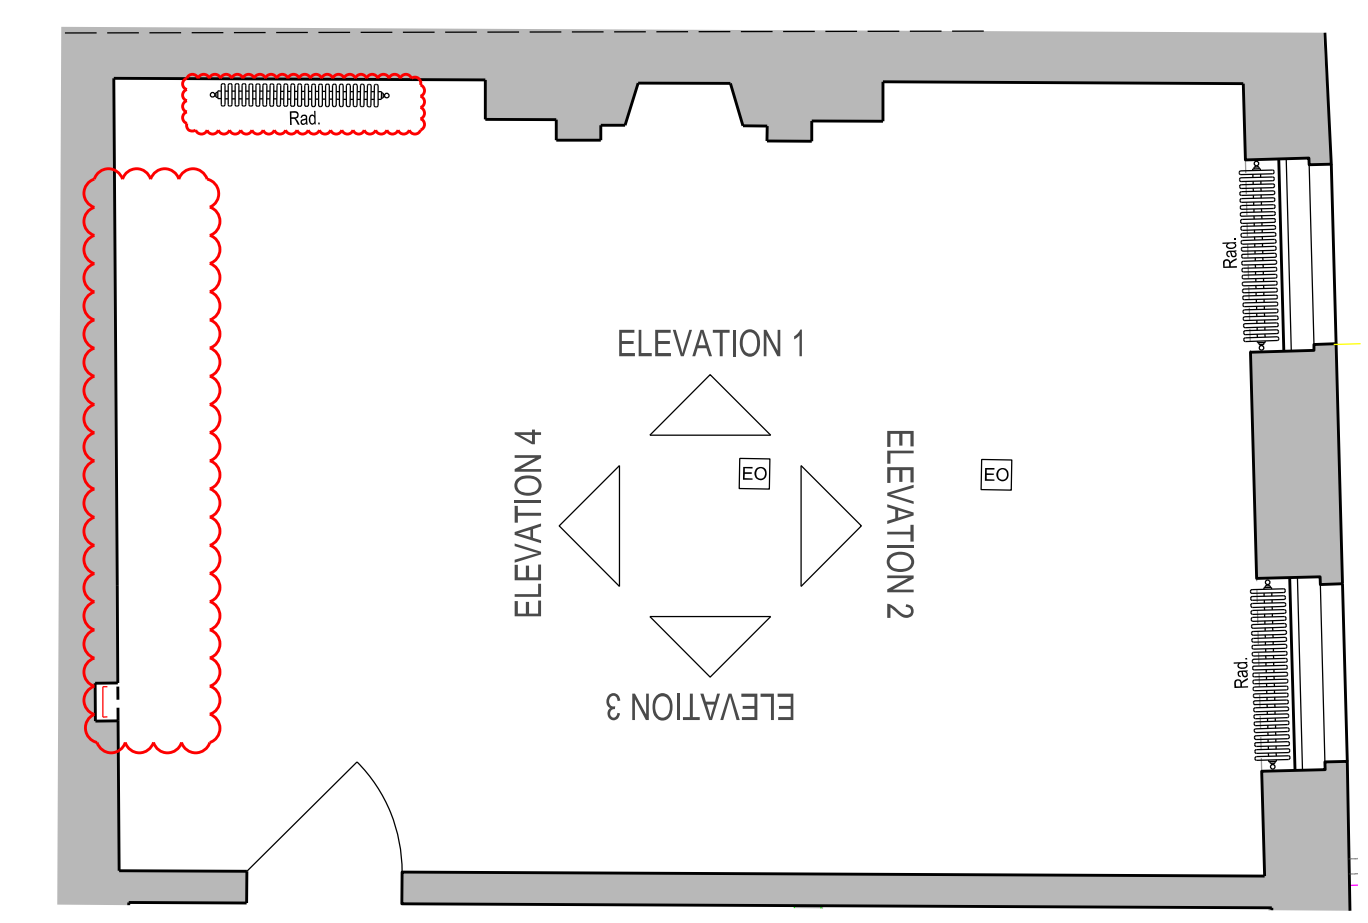 Rad.
Rad.
ELEVATION 1
ELEVATION 4
EO
ELEVATION 2
EO
ELEVATION 3
Rad.